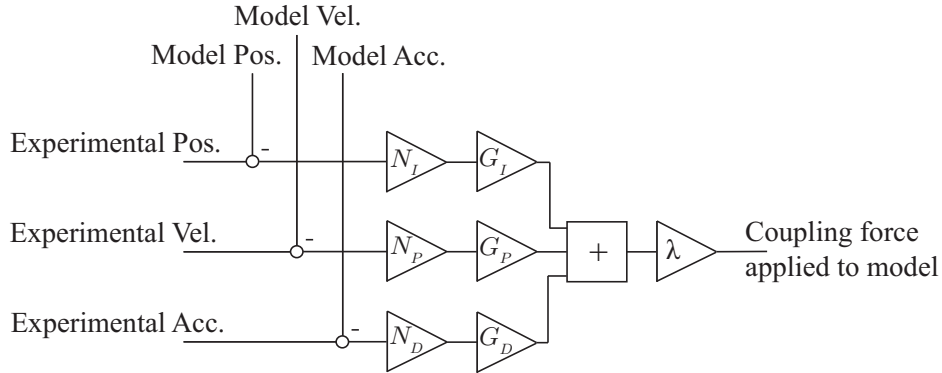 Model Vel.
Model Pos.
Model Acc.
Experimental Pos.
-
N_I
G_I
Experimental Vel.
-
N_P
G_P
+
λ
Coupling force
applied to model
Experimental Acc.
-
N_D
G_D